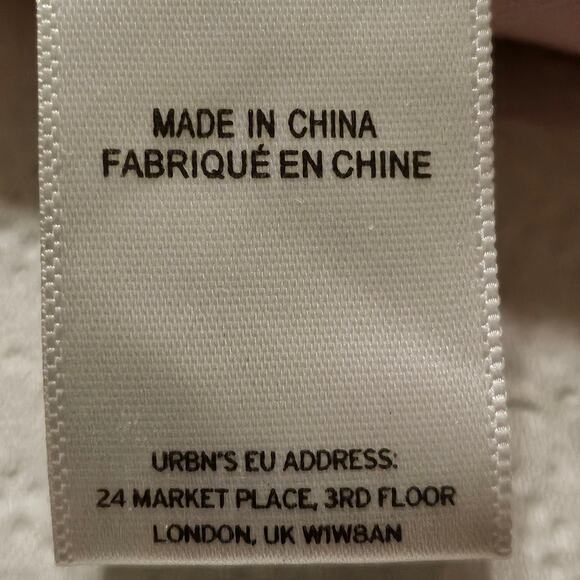 MADE IN CHINA
FABRIQUÉ EN CHINE
URBN'S EU ADDRESS:
24 MARKET PLACE, 3RD FLOOR
LONDON, UK W1W8AN